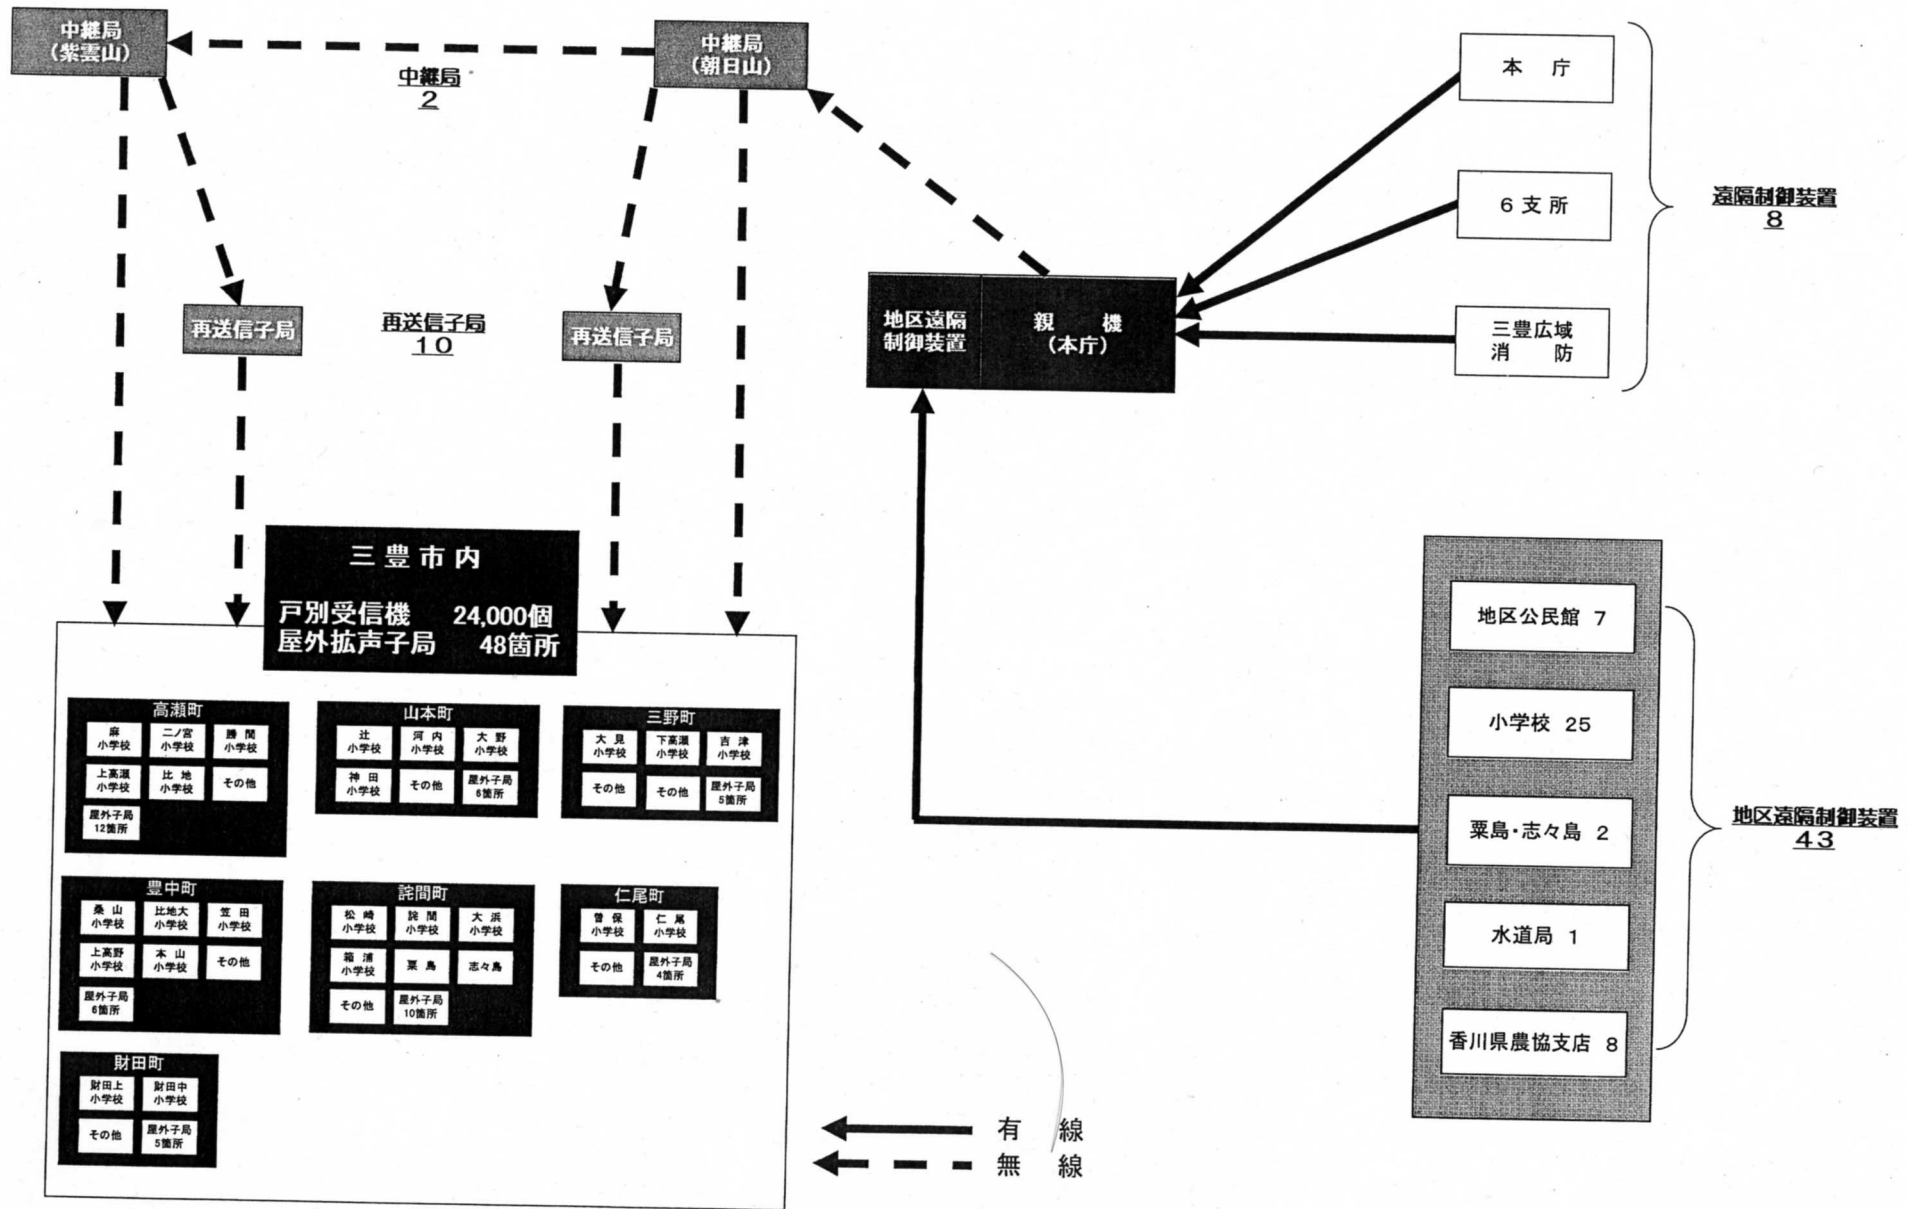 中継局
（紫雲山）
中継局
2
中継局
（朝日山）
本　庁
6 支 所
三豊広域
消　　防
遠隔制御装置
8
再送信子局
再送信子局
10
再送信子局
地区遠隔
制御装置
親　　機
（本庁）
三 豊 市 内
戸別受信機　24,000個
屋外拡声子局　48箇所
高瀬町
麻
小学校
二ノ宮
小学校
勝 間
小学校
上高瀬
小学校
比 地
小学校
その他
屋外子局
12箇所
山本町
辻
小学校
河 内
小学校
大 野
小学校
神 田
小学校
その他
屋外子局
6箇所
三野町
大 見
小学校
下高瀬
小学校
吉 津
小学校
その他
その他
屋外子局
5箇所
豊中町
桑 山
小学校
比地大
小学校
笠 田
小学校
上高野
小学校
本 山
小学校
その他
屋外子局
6箇所
詫間町
松 崎
小学校
詫 間
小学校
大 浜
小学校
箱 浦
小学校
粟 島
志々島
その他
屋外子局
10箇所
仁尾町
曽 保
小学校
仁 尾
小学校
その他
屋外子局
4箇所
財田町
財田上
小学校
財田中
小学校
その他
屋外子局
5箇所
地区公民館 7
小学校 25
粟島・志々島 2
水道局 1
香川県農協支店 8
地区遠隔制御装置
43
有　線
無　線